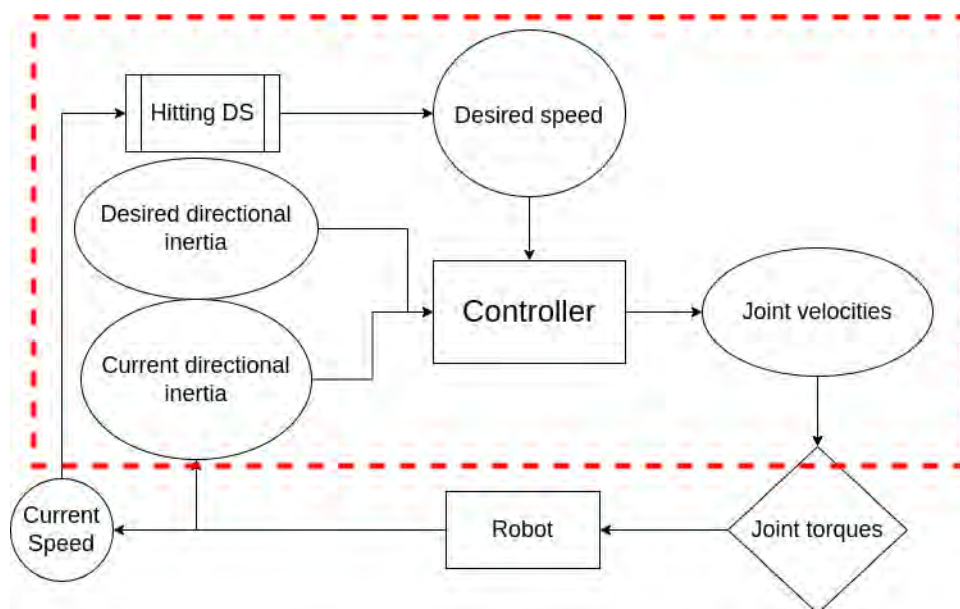 Hitting DS
Desired speed
Desired directional
inertia
Controller
Joint velocities
Current directional
inertia
Current
Speed
Robot
Joint torques